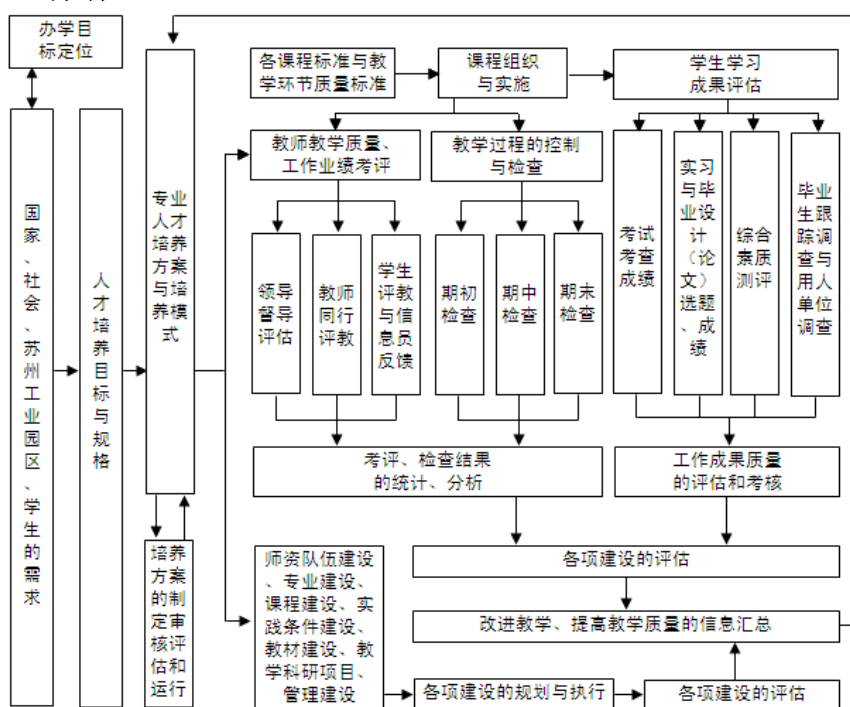 办学目
标定位
国
家
、
社
会
、
苏
州
工
业
园
区
、
学
生
的
需
求
人
才
培
养
目
标
与
规
格
专业
人才
培养
方案
与培
养模
式
培养
方案
的制
定审
核评
估和
运行
各课程标准与教
学环节质量标准
课程组织
与实施
学生学习
成果评估
教师教学质量、
工作业绩考评
教学过程的控制
与检查
领导
督导
评估
教师
同行
评教
学生
评教
与信
息员
反馈
期初
检查
期中
检查
期末
检查
考试
考查
成绩
实习
与毕
业设
计
（论
文）
选题
、成
绩
综合
素质
测评
毕业
生跟
踪调
查与
用人
单位
调查
考评、检查结果
的统计、分析
工作成果质量
的评估和考核
师资队伍建设
、专业建设、
课程建设、实
践条件建设、
教材建设、教
学科研项目、
管理建设
各项建设的评估
改进教学、提高教学质量的信息汇总
各项建设的规划与执行
各项建设的评估